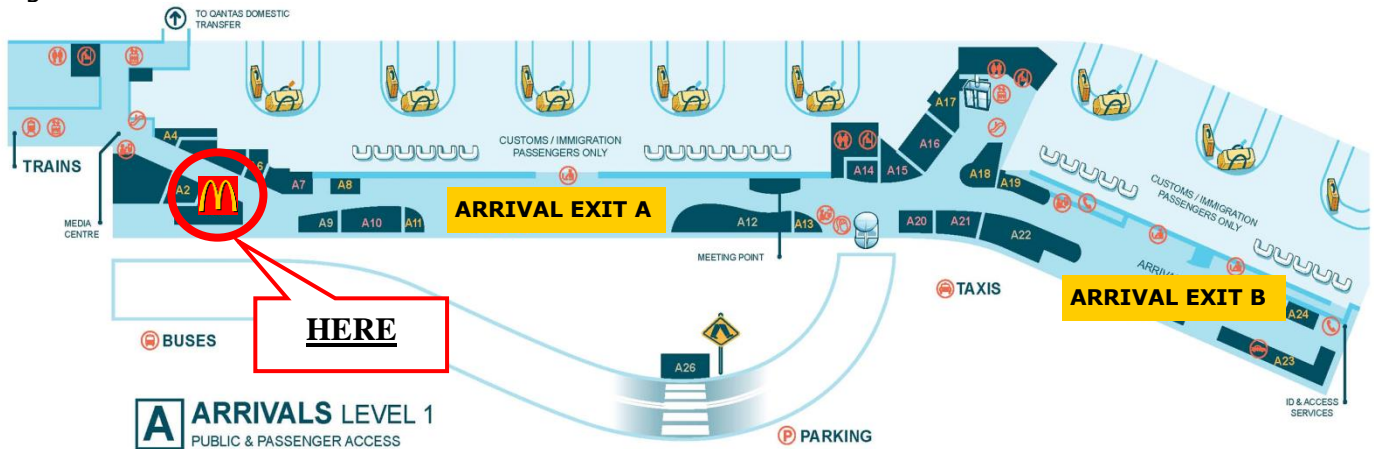 TO QANTAS DOMESTIC
TRANSFER
TRAINS
MEDIA
CENTRE
A4
A2
6
A7
A8
CUSTOMS / IMMIGRATION
PASSENGERS ONLY
A9
A10
A11
ARRIVAL EXIT A
A12
A13
MEETING POINT
A14
A15
A16
A17
A18
A19
A20
A21
A22
CUSTOMS / IMMIGRATION
PASSENGERS ONLY
TAXIS
ARRIVAL EXIT B
A24
A23
ID & ACCESS
SERVICES
HERE
BUSES
A26
A
ARRIVALS LEVEL 1
PUBLIC & PASSENGER ACCESS
P PARKING